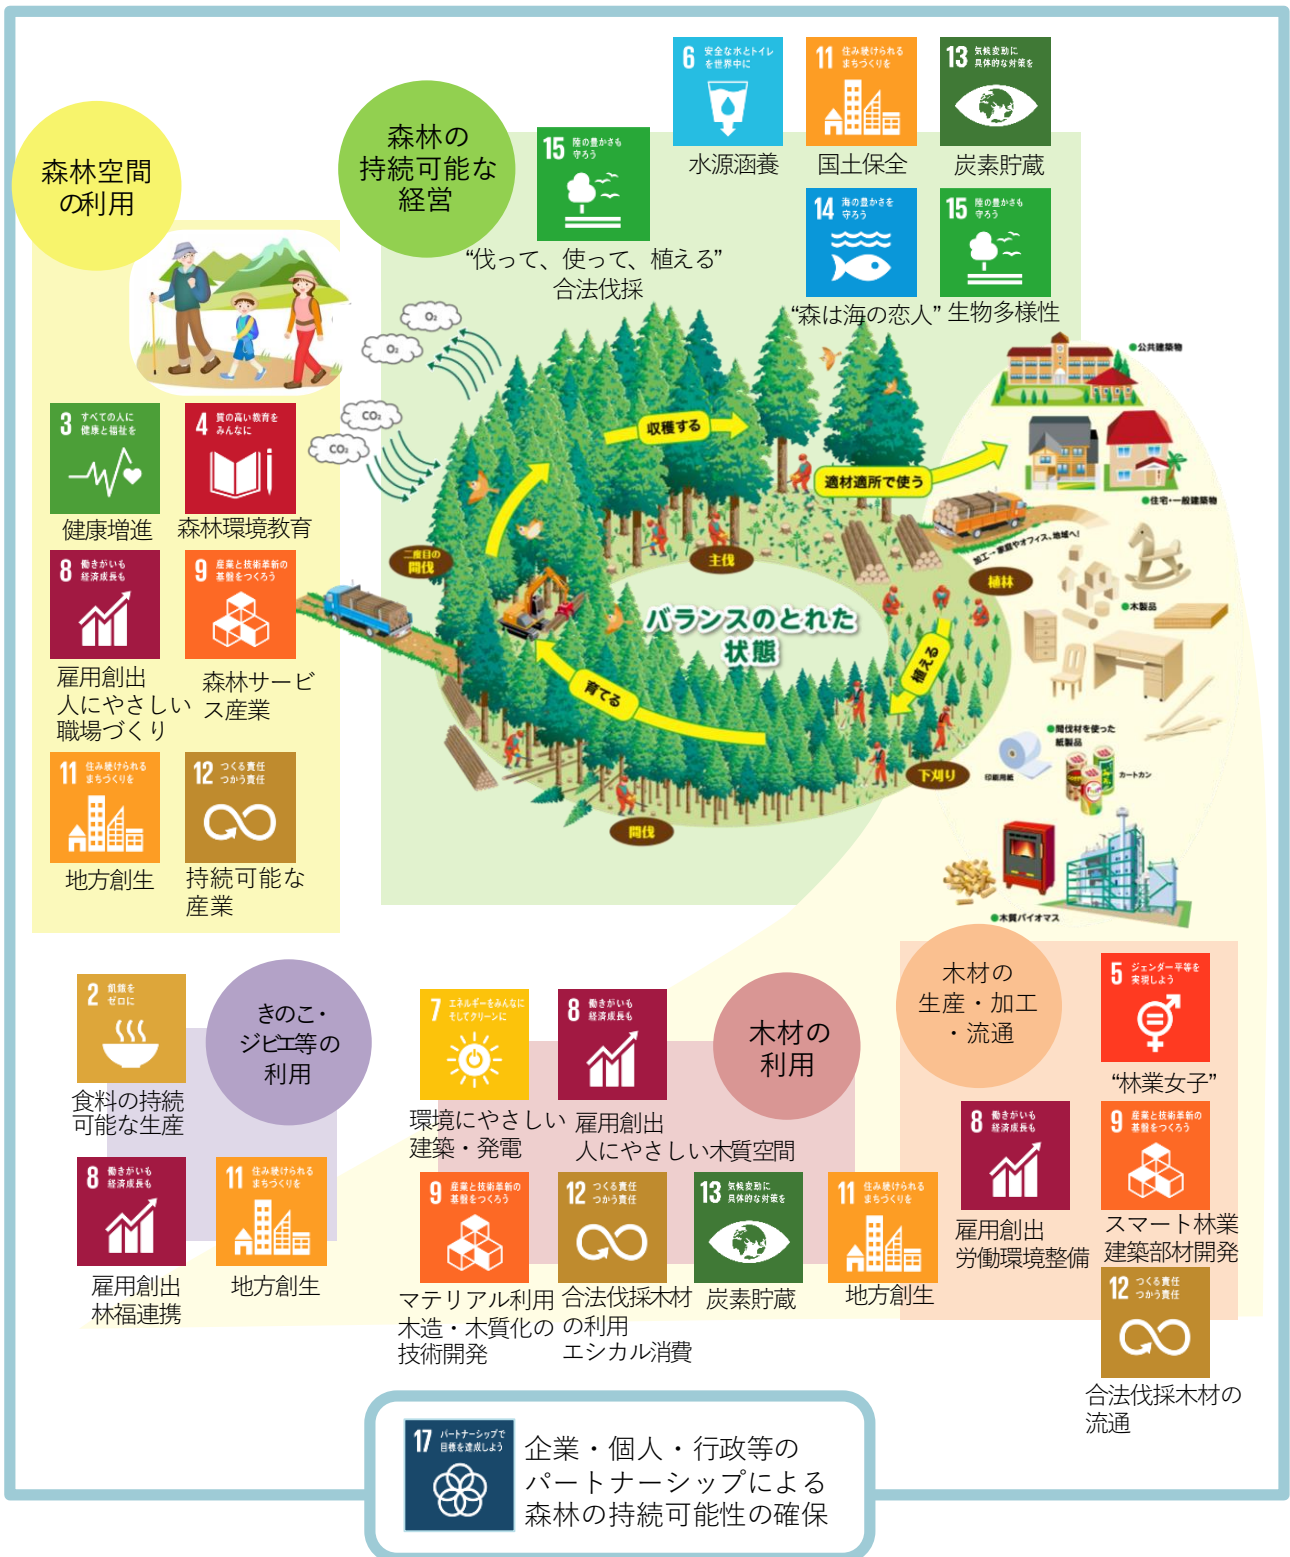 森林空間
の利用
3 すべての人に
健康と福祉を
健康増進
4 質の高い教育を
みんなに
森林環境教育
8 働きがいも
経済成長も
雇用創出
人にやさしい
職場づくり
9 産業と技術革新の
基盤をつくろう
森林サービ
ス産業
11 住み続けられる
まちづくりを
地方創生
12 つくる責任
つかう責任
持続可能な
産業
森林の
持続可能な
経営
15 陸の豊かさも
守ろう
“伐って、使って、植える”
合法伐採
6 安全な水とトイレ
を世界中に
水源涵養
11 住み続けられる
まちづくりを
国土保全
13 気候変動に
具体的な対策を
炭素貯蔵
14 海の豊かさを
守ろう
“森は海の恋人”
15 陸の豊かさも
守ろう
生物多様性
O₂
O₂
CO₂
CO₂
収穫する
適材適所で使う
二度目の
間伐
主伐
植林
バランスのとれた
状態
植える
育てる
下刈り
間伐
加工→家庭やオフィス、地域へ!
●公共建築物
●住宅・一般建築物
●木製品
●間伐材を使った
紙製品
印刷用紙
カートカン
●木質バイオマス
きのこ・
ジビエ等の
利用
2 飢餓を
ゼロに
食料の持続
可能な生産
8 働きがいも
経済成長も
雇用創出
林福連携
11 住み続けられる
まちづくりを
地方創生
木材の
利用
7 エネルギーをみんなに
そしてクリーンに
環境にやさしい
建築・発電
8 働きがいも
経済成長も
雇用創出
人にやさしい木質空間
9 産業と技術革新の
基盤をつくろう
マテリアル利用
木造・木質化の
技術開発
12 つくる責任
つかう責任
合法伐採木材
の利用
エシカル消費
13 気候変動に
具体的な対策を
炭素貯蔵
11 住み続けられる
まちづくりを
地方創生
木材の
生産・加工
・流通
5 ジェンダー平等を
実現しよう
“林業女子”
8 働きがいも
経済成長も
雇用創出
労働環境整備
9 産業と技術革新の
基盤をつくろう
スマート林業
建築部材開発
12 つくる責任
つかう責任
合法伐採木材の
流通
17 パートナーシップで
目標を達成しよう
企業・個人・行政等の
パートナーシップによる
森林の持続可能性の確保